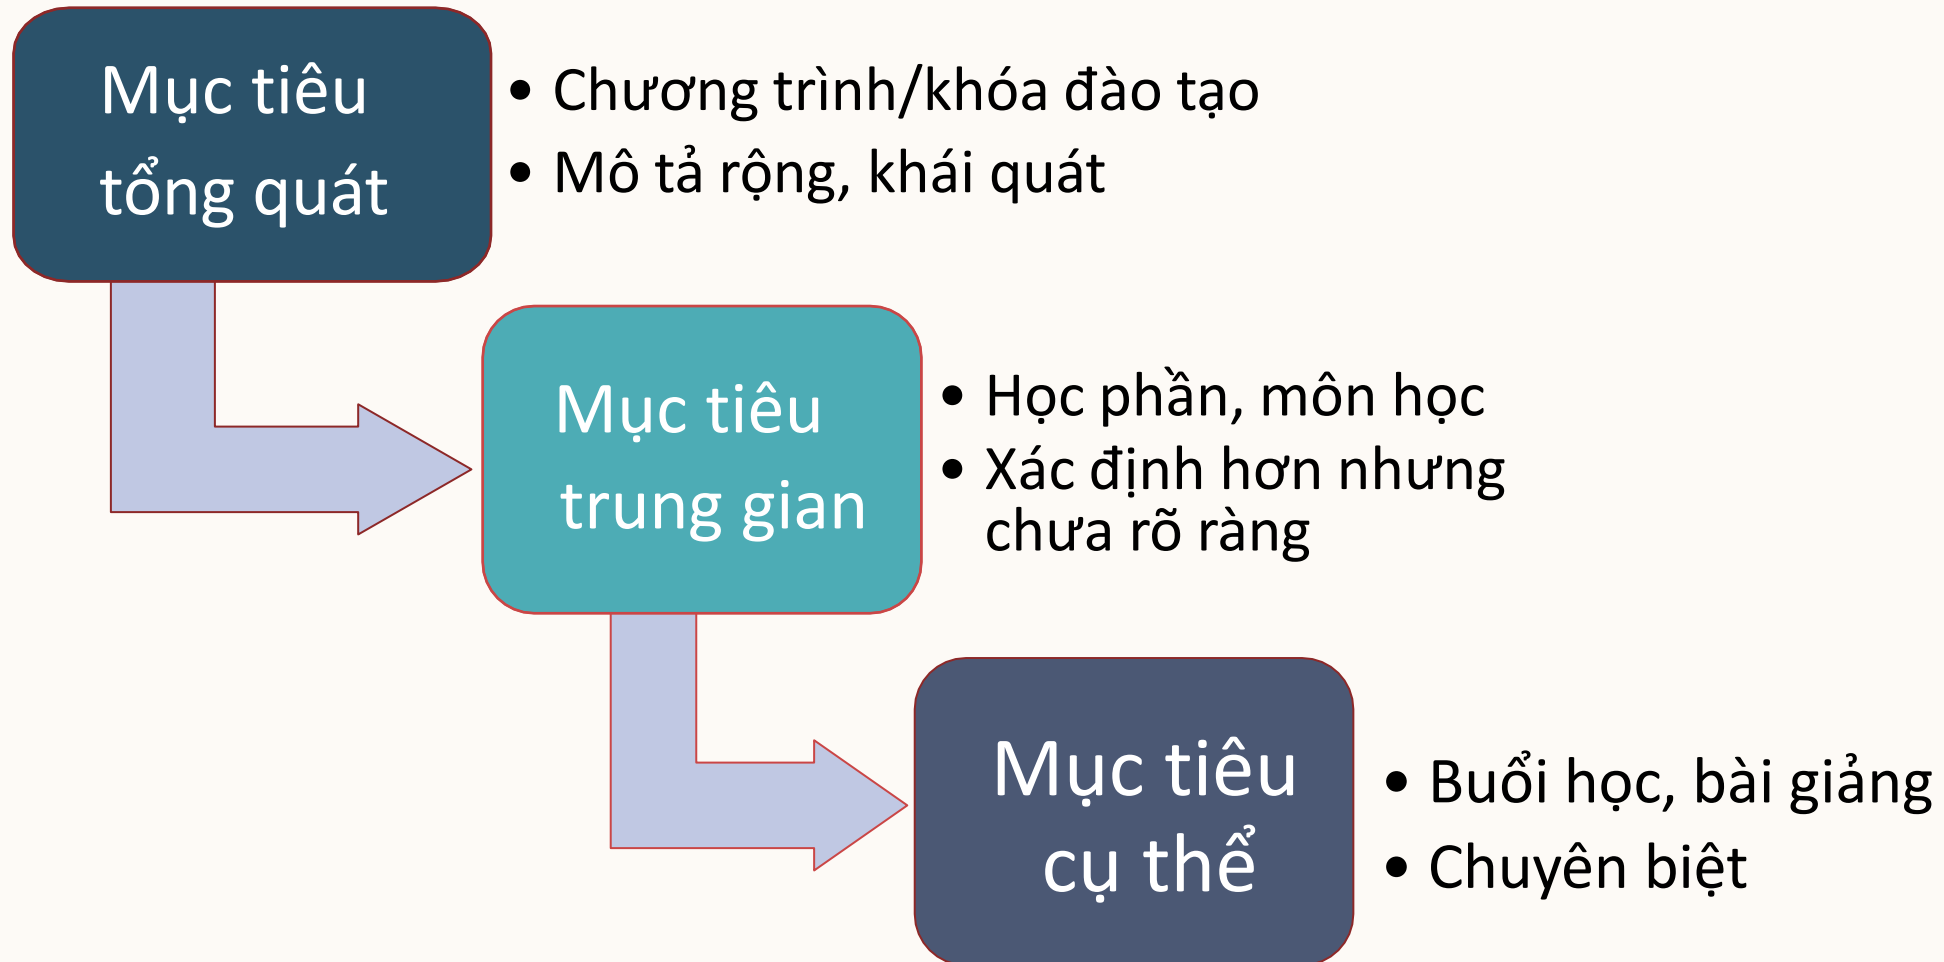 Mục tiêu
tổng quát
• Chương trình/khóa đào tạo
• Mô tả rộng, khái quát
Mục tiêu
trung gian
• Học phần, môn học
• Xác định hơn nhưng
chưa rõ ràng
Mục tiêu
cụ thể
• Buổi học, bài giảng
• Chuyên biệt